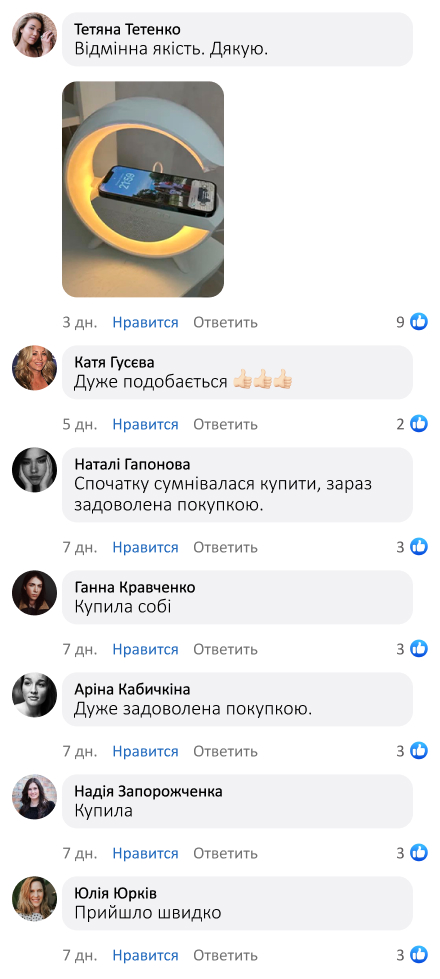 Тетяна Тетенко
Відмінна якість. Дякую.
21:59
3 дн. Нравится Ответить 9
Катя Гусєва
Дуже подобається 👍🏻👍🏻👍🏻
5 дн. Нравится Ответить 2
Наталі Гапонова
Спочатку сумнівалася купити, зараз
задоволена покупкою.
7 дн. Нравится Ответить 3
Ганна Кравченко
Купила собі
7 дн. Нравится Ответить 3
Аріна Кабичкіна
Дуже задоволена покупкою.
7 дн. Нравится Ответить 3
Надія Запорожченка
Купила
7 дн. Нравится Ответить 3
Юлія Юрків
Прийшло швидко
7 дн. Нравится Ответить 3